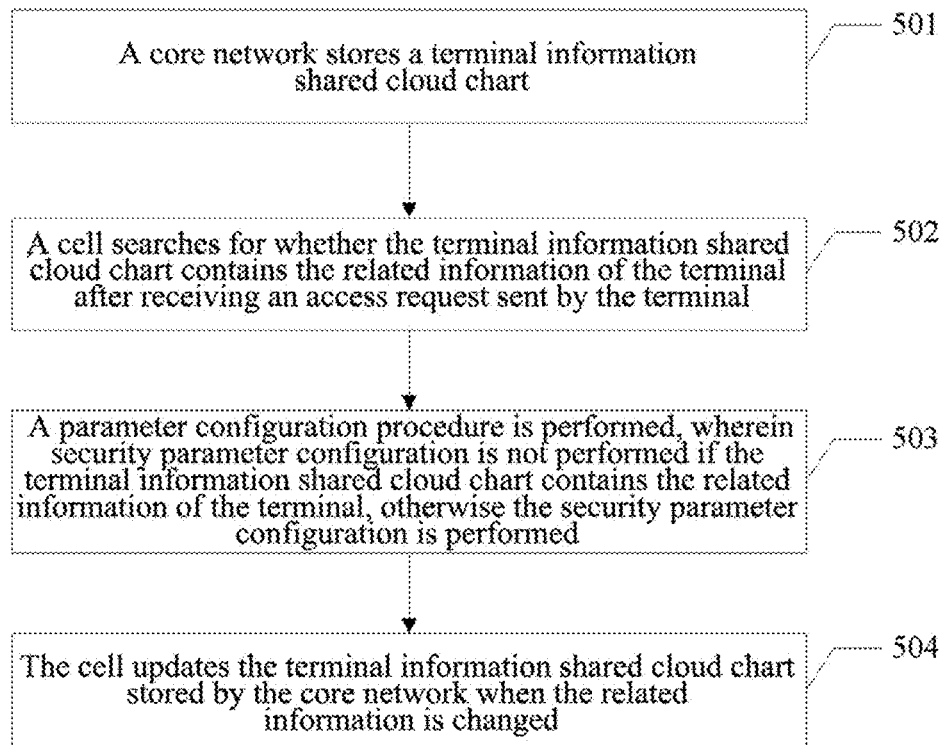 A core network stores a terminal information
shared cloud chart
501
A cell searches for whether the terminal information shared
cloud chart contains the related information of the terminal
after receiving an access request sent by the terminal
502
A parameter configuration procedure is performed, wherein
security parameter configuration is not performed if the
terminal information shared cloud chart contains the related
information of the terminal, otherwise the security parameter
configuration is performed
503
The cell updates the terminal information shared cloud chart
stored by the core network when the related
information is changed
504